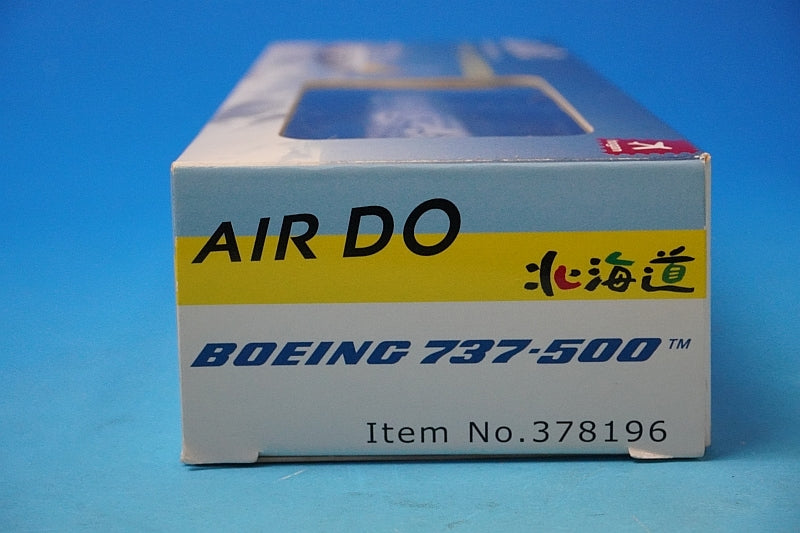 AIR DO
北海道
BOEING 737-500™
Item No.378196